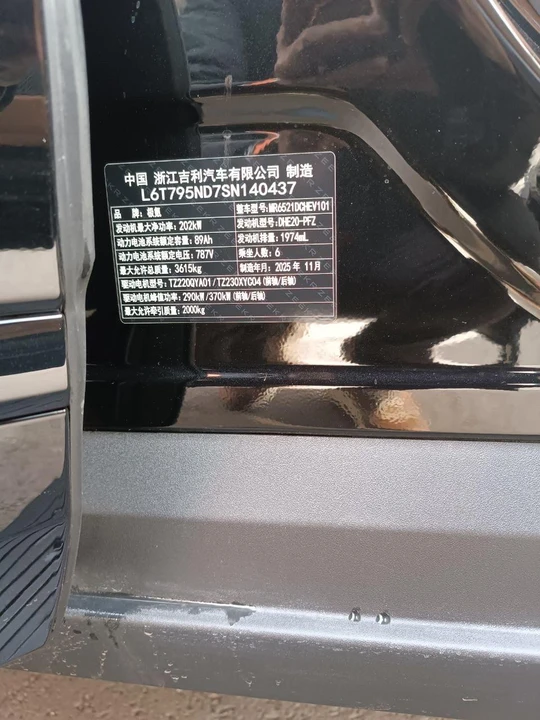 中国 浙江吉利汽车有限公司 制造
L6T795ND7SN140437
品牌：极氪 整车型号：MR6521DCHEV101
发动机最大净功率：202kW 发动机型号：DHE20-PFZ
动力电池系统额定容量：89Ah 发动机排量：1974mL
动力电池系统额定电压：787V 乘坐人数：6
最大允许总质量：3615kg 制造年月：2025 年 11月
驱动电机型号：TZ220QYA01/TZ230XYG04 (前轴/后轴)
驱动电机峰值功率：290kW/370kW (前轴/后轴)
最大允许牵引质量：2000kg